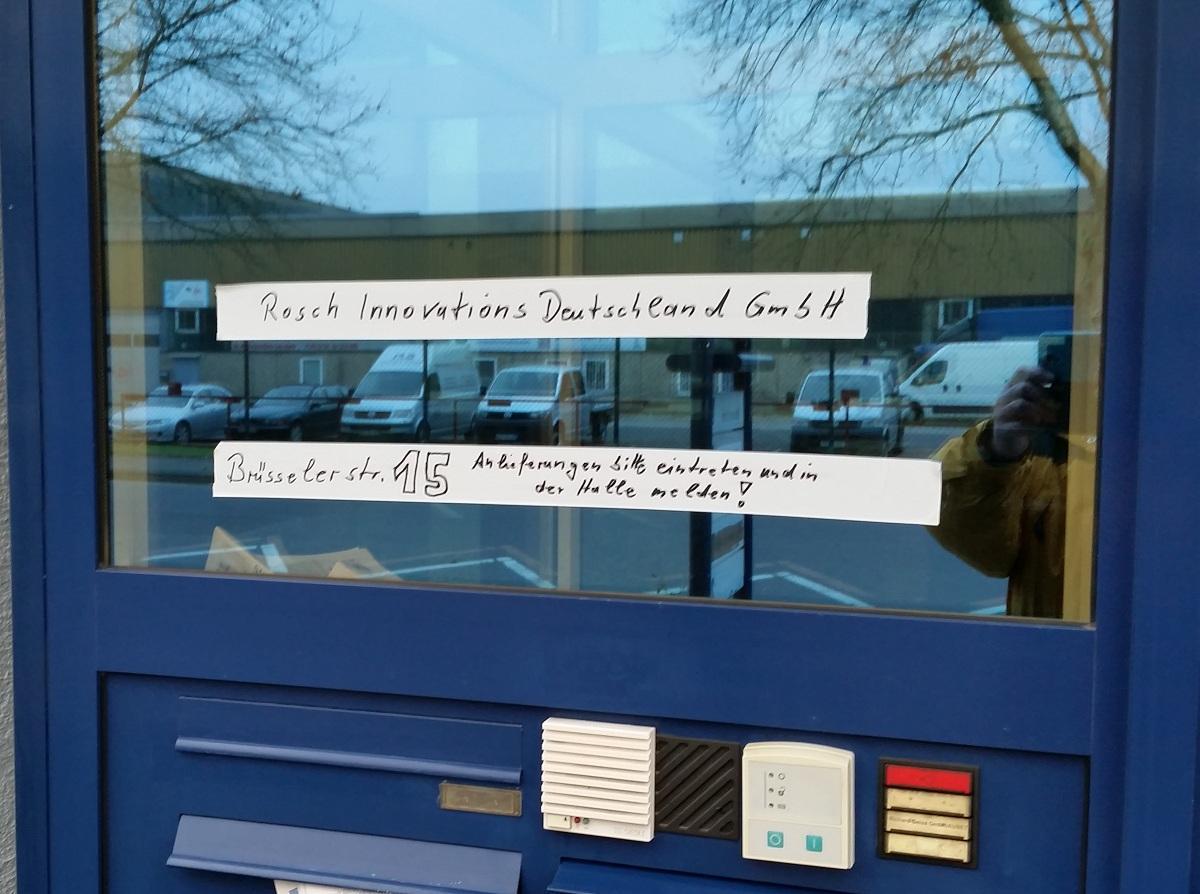 Rosch Innovations Deutschland GmbH
Brüsseler str. 15
Anlieferungen bitte eintreten und in
der Halle melden!